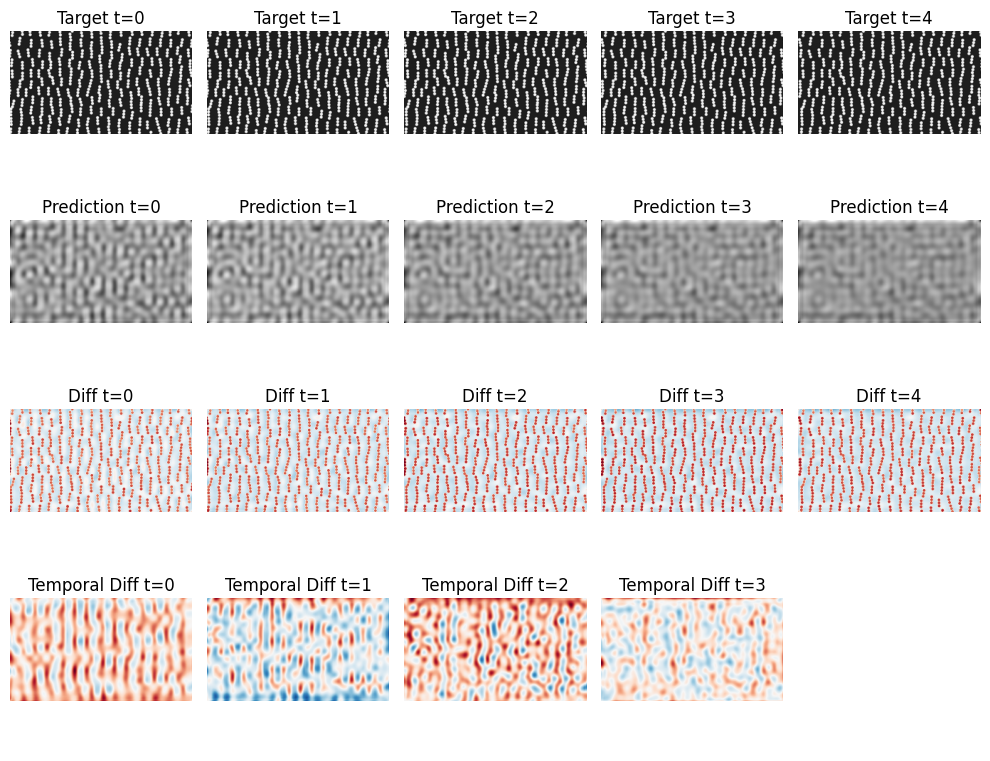 Target t=0 Target t=1 Target t=2 Target t=3 Target t=4
Prediction t=0 Prediction t=1 Prediction t=2 Prediction t=3 Prediction t=4
Diff t=0 Diff t=1 Diff t=2 Diff t=3 Diff t=4
Temporal Diff t=0 Temporal Diff t=1 Temporal Diff t=2 Temporal Diff t=3